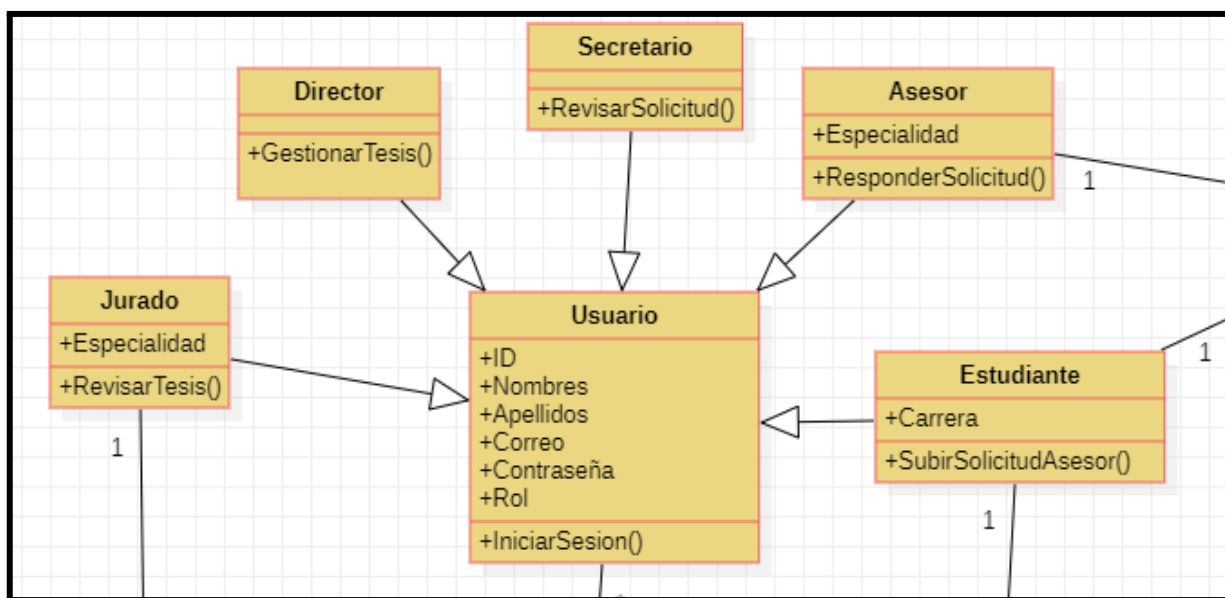 Secretario
+RevisarSolicitud()
Director
+GestionarTesis()
Asesor
+Especialidad
+ResponderSolicitud()
1
Jurado
+Especialidad
+RevisarTesis()
1
Usuario
+ID
+Nombres
+Apellidos
+Correo
+Contraseña
+Rol
+IniciarSesion()
1
Estudiante
+Carrera
+SubirSolicitudAsesor()
1